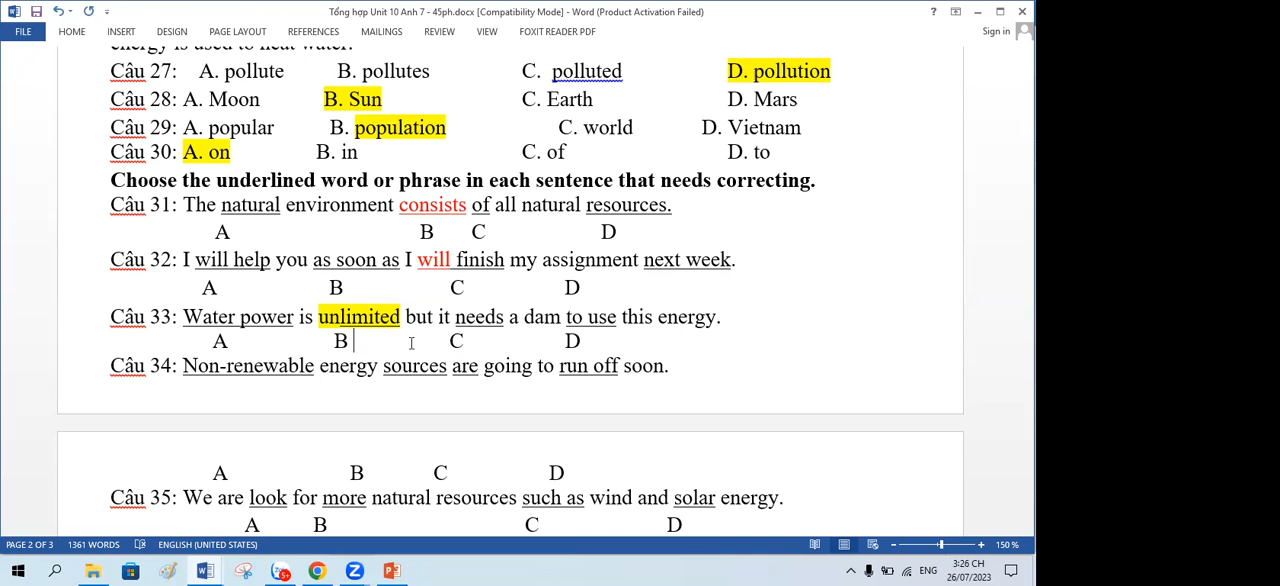 Tổng hợp Unit 10 Anh 7 - 45ph.docx [Compatibility Mode] - Word (Product Activation Failed)
FILE HOME INSERT DESIGN PAGE LAYOUT REFERENCES MAILINGS REVIEW VIEW FOXIT READER PDF Sign in
energy is used to heat water.
Câu 27: A. pollute B. pollutes C. polluted D. pollution
Câu 28: A. Moon B. Sun C. Earth D. Mars
Câu 29: A. popular B. population C. world D. Vietnam
Câu 30: A. on B. in C. of D. to
Choose the underlined word or phrase in each sentence that needs correcting.
Câu 31: The natural environment consists of all natural resources.
A B C D
Câu 32: I will help you as soon as I will finish my assignment next week.
A B C D
Câu 33: Water power is unlimited but it needs a dam to use this energy.
A B C D
Câu 34: Non-renewable energy sources are going to run off soon.
A B C D
Câu 35: We are look for more natural resources such as wind and solar energy.
A B C D
PAGE 2 OF 3 1361 WORDS ENGLISH (UNITED STATES) 150 %
5+ ENG 3:26 CH
26/07/2023